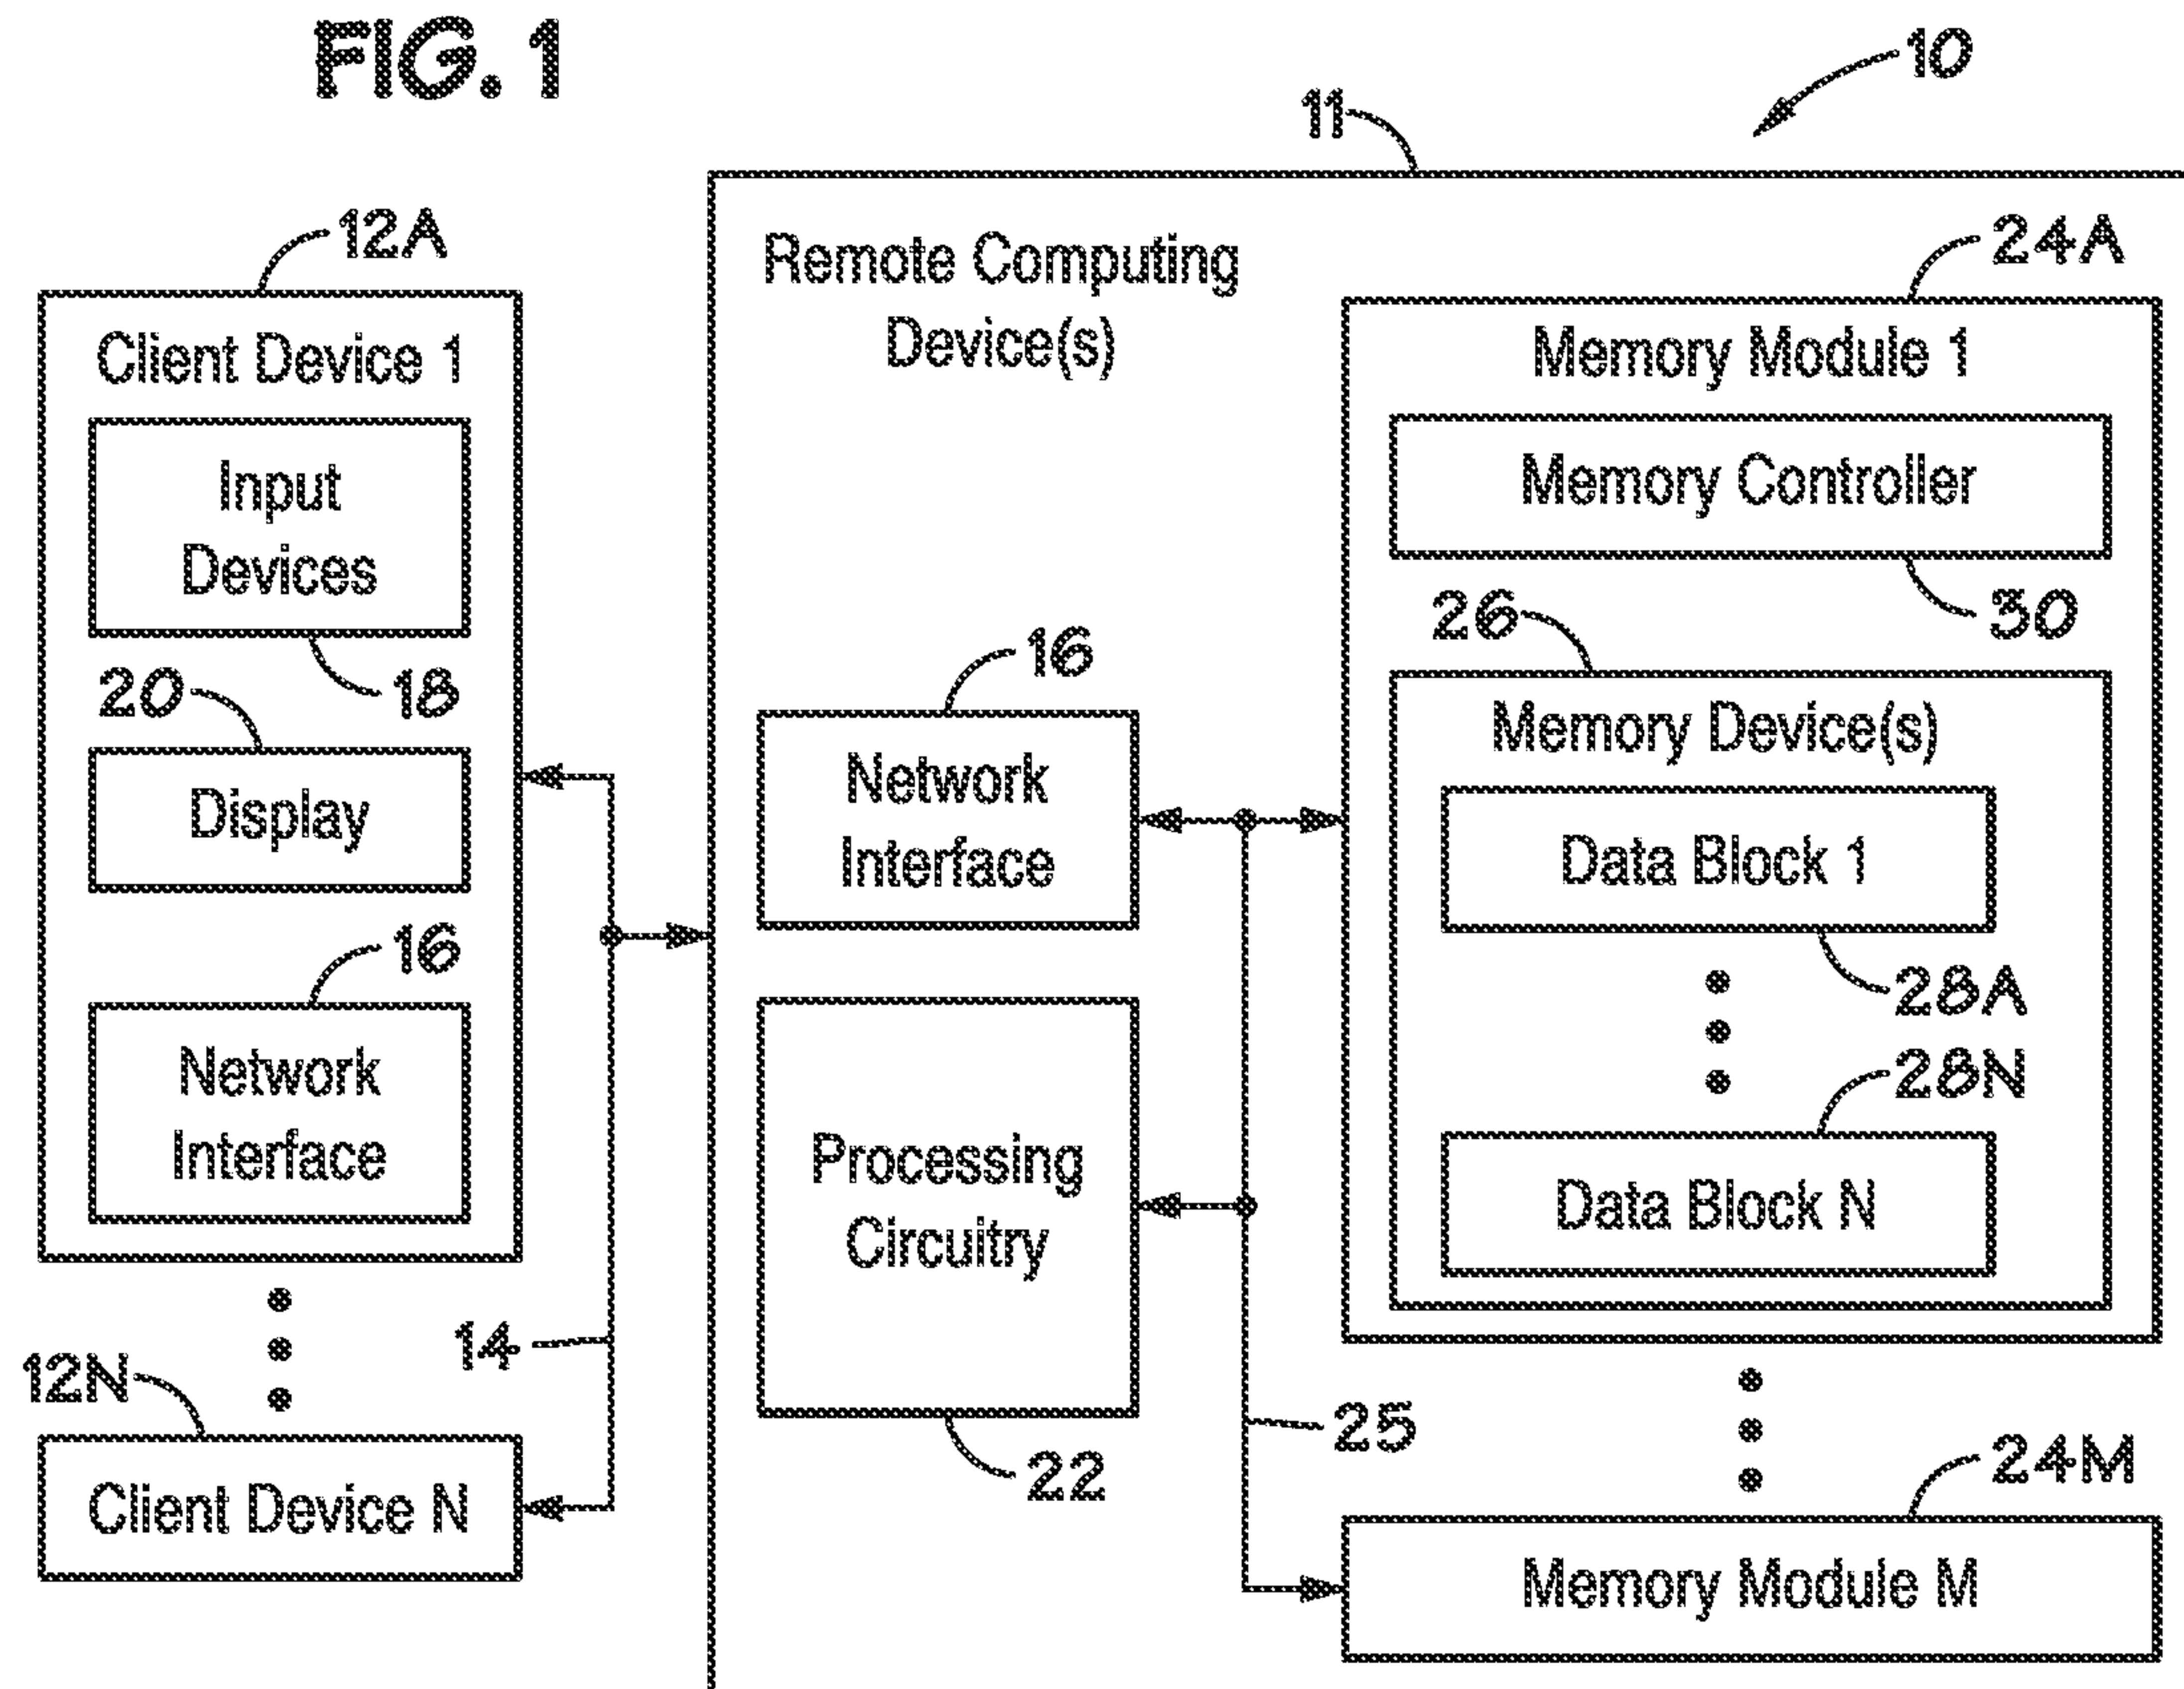 FIG. 1
10
11
12A
Client Device 1
Input
Devices
18
20
Display
16
Network
Interface
12N
Client Device N
14
Remote Computing
Device(s)
16
Network
Interface
Processing
Circuitry
22
25
24A
Memory Module 1
Memory Controller
30
26
Memory Device(s)
Data Block 1
28A
28N
Data Block N
24M
Memory Module M